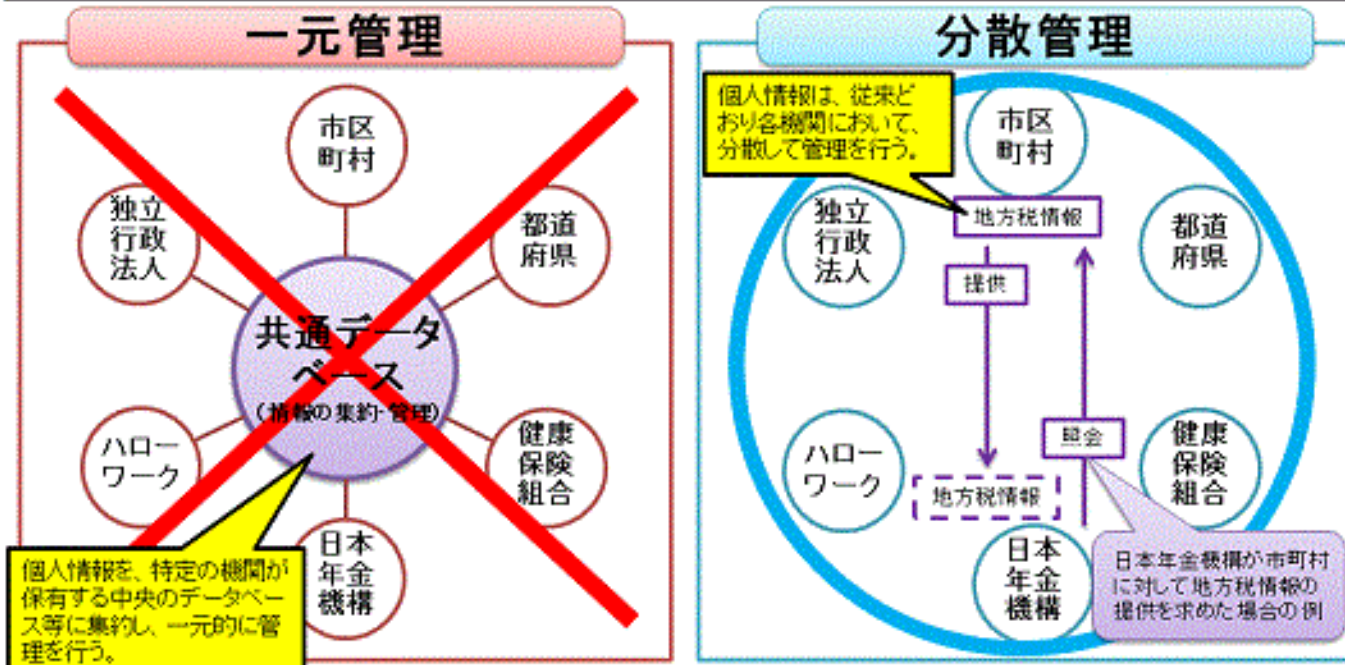 一元管理
市区
町村
独立
行政
法人
都道
府県
共通データ
ベース
(情報の集約・管理)
ハロー
ワーク
健康
保険
組合
日本
年金
機構
個人情報を、特定の機関が
保有する中央のデータベー
ス等に集約し、一元的に管
理を行う。
分散管理
個人情報は、従来ど
おり各機関において、
分散して管理を行う。
市区
町村
地方税情報
独立
行政
法人
都道
府県
提供
照会
ハロー
ワーク
地方税情報
健康
保険
組合
日本
年金
機構
日本年金機構が市町村
に対して地方税情報の
提供を求めた場合の例